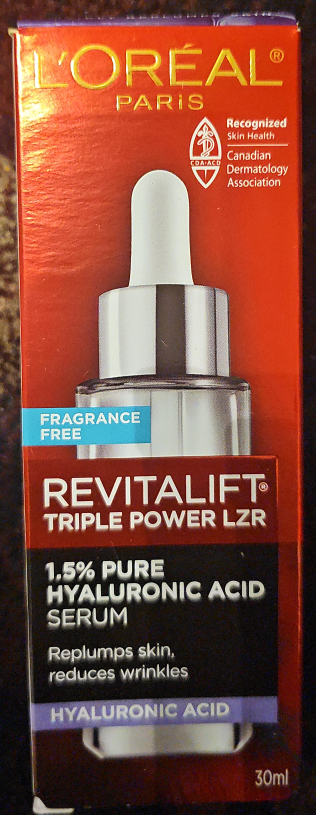 L'ORÉAL®
PARIS
Recognized
Skin Health
CDA-ACD
Canadian
Dermatology
Association
FRAGRANCE
FREE
REVITALIFT®
TRIPLE POWER LZR
1.5% PURE
HYALURONIC ACID
SERUM
Replumps skin,
reduces wrinkles
HYALURONIC ACID
30ml